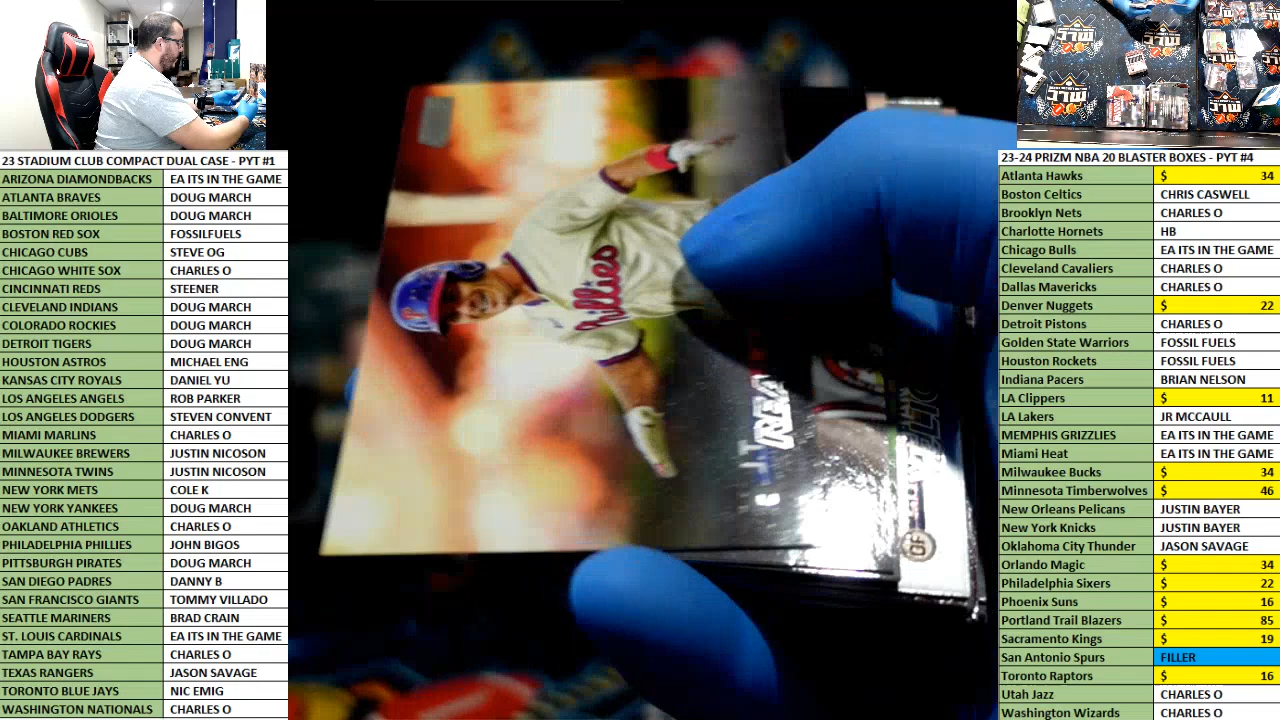 23 STADIUM CLUB COMPACT DUAL CASE - PYT #1
ARIZONA DIAMONDBACKS EA ITS IN THE GAME
ATLANTA BRAVES DOUG MARCH
BALTIMORE ORIOLES DOUG MARCH
BOSTON RED SOX FOSSILFUELS
CHICAGO CUBS STEVE OG
CHICAGO WHITE SOX CHARLES O
CINCINNATI REDS STEENER
CLEVELAND INDIANS DOUG MARCH
COLORADO ROCKIES DOUG MARCH
DETROIT TIGERS DOUG MARCH
HOUSTON ASTROS MICHAEL ENG
KANSAS CITY ROYALS DANIEL YU
LOS ANGELES ANGELS ROB PARKER
LOS ANGELES DODGERS STEVEN CONVENT
MIAMI MARLINS CHARLES O
MILWAUKEE BREWERS JUSTIN NICOSON
MINNESOTA TWINS JUSTIN NICOSON
NEW YORK METS COLE K
NEW YORK YANKEES DOUG MARCH
OAKLAND ATHLETICS CHARLES O
PHILADELPHIA PHILLIES JOHN BIGOS
PITTSBURGH PIRATES DOUG MARCH
SAN DIEGO PADRES DANNY B
SAN FRANCISCO GIANTS TOMMY VILLADO
SEATTLE MARINERS BRAD CRAIN
ST. LOUIS CARDINALS EA ITS IN THE GAME
TAMPA BAY RAYS CHARLES O
TEXAS RANGERS JASON SAVAGE
TORONTO BLUE JAYS NIC EMIG
WASHINGTON NATIONALS CHARLES O
Phillies
23-24 PRIZM NBA 20 BLASTER BOXES - PYT #4
Atlanta Hawks $ 34
Boston Celtics CHRIS CASWELL
Brooklyn Nets CHARLES O
Charlotte Hornets HB
Chicago Bulls EA ITS IN THE GAME
Cleveland Cavaliers CHARLES O
Dallas Mavericks CHARLES O
Denver Nuggets $ 22
Detroit Pistons CHARLES O
Golden State Warriors FOSSIL FUELS
Houston Rockets FOSSIL FUELS
Indiana Pacers BRIAN NELSON
LA Clippers $ 11
LA Lakers JR MCCAULL
MEMPHIS GRIZZLIES EA ITS IN THE GAME
Miami Heat EA ITS IN THE GAME
Milwaukee Bucks $ 34
Minnesota Timberwolves $ 46
New Orleans Pelicans JUSTIN BAYER
New York Knicks JUSTIN BAYER
Oklahoma City Thunder JASON SAVAGE
Orlando Magic $ 34
Philadelphia Sixers $ 22
Phoenix Suns $ 16
Portland Trail Blazers $ 85
Sacramento Kings $ 19
San Antonio Spurs FILLER
Toronto Raptors $ 16
Utah Jazz CHARLES O
Washington Wizards CHARLES O